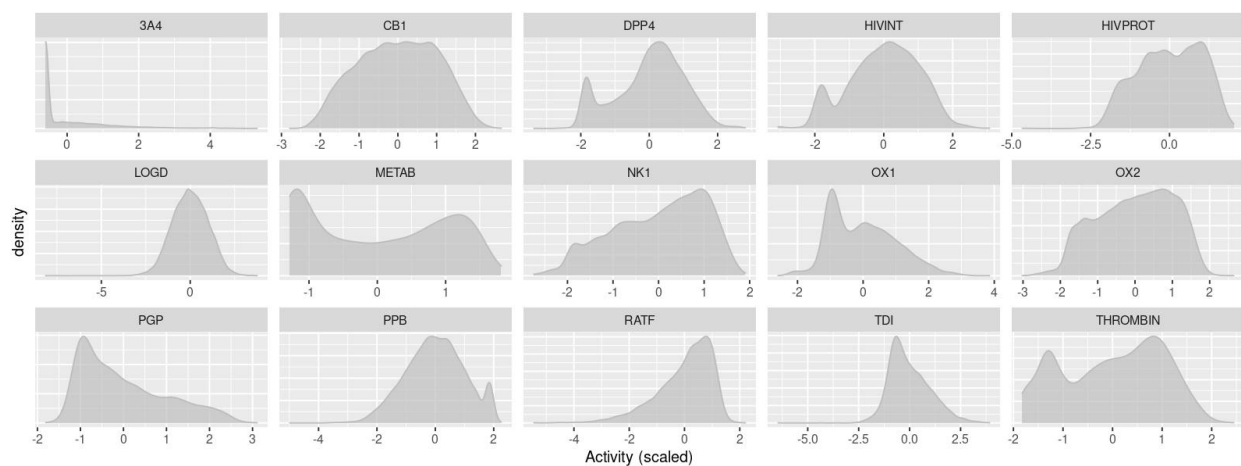 3A4 CB1 DPP4 HIVINT HIVPROT
0 2 4 -3 -2 -1 0 1 2 -2 0 2 -2 0 2 -5.0 -2.5 0.0
LOGD METAB NK1 OX1 OX2
density
-5 0 -1 0 1 -2 -1 0 1 2 -2 0 2 4 -3 -2 -1 0 1 2
PGP PPB RATF TDI THROMBIN
-2 -1 0 1 2 3 -4 -2 0 2 -4 -2 0 2 -5.0 -2.5 0.0 2.5 -2 -1 0 1 2
Activity (scaled)